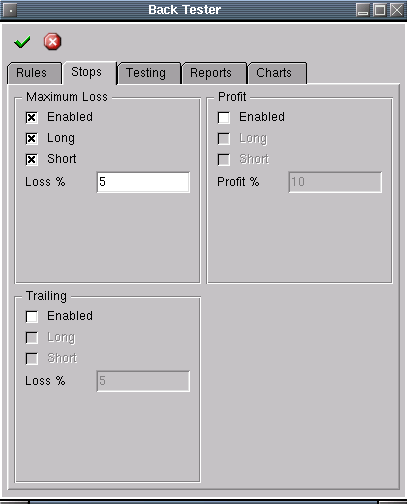 Back Tester
Rules Stops Testing Reports Charts
Maximum Loss
Enabled
Long
Short
Loss % 5
Profit
Enabled
Long
Short
Profit % 10
Trailing
Enabled
Long
Short
Loss % 5